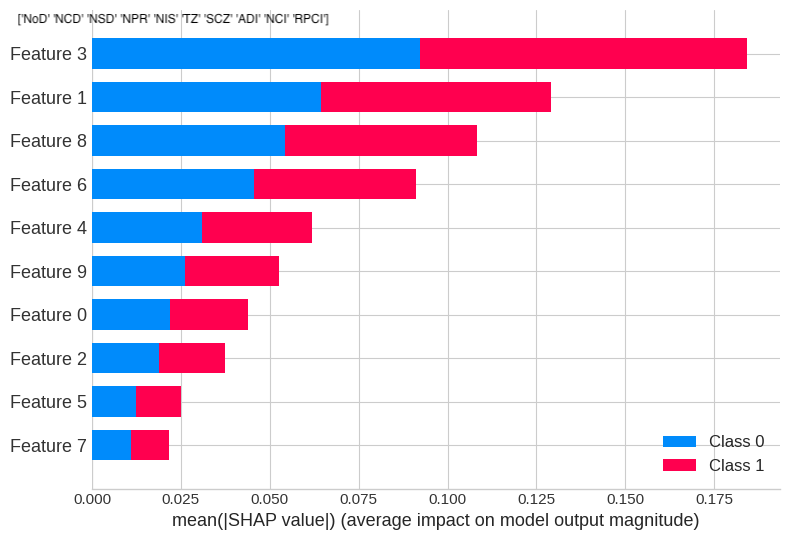 ['NoD' 'NCD' 'NSD' 'NPR' 'NIS' 'TZ' 'SCZ' 'ADI' 'NCI' 'RPCI']
Feature 3
Feature 1
Feature 8
Feature 6
Feature 4
Feature 9
Feature 0
Feature 2
Feature 5
Feature 7
Class 0
Class 1
0.000 0.025 0.050 0.075 0.100 0.125 0.150 0.175
mean(|SHAP value|) (average impact on model output magnitude)